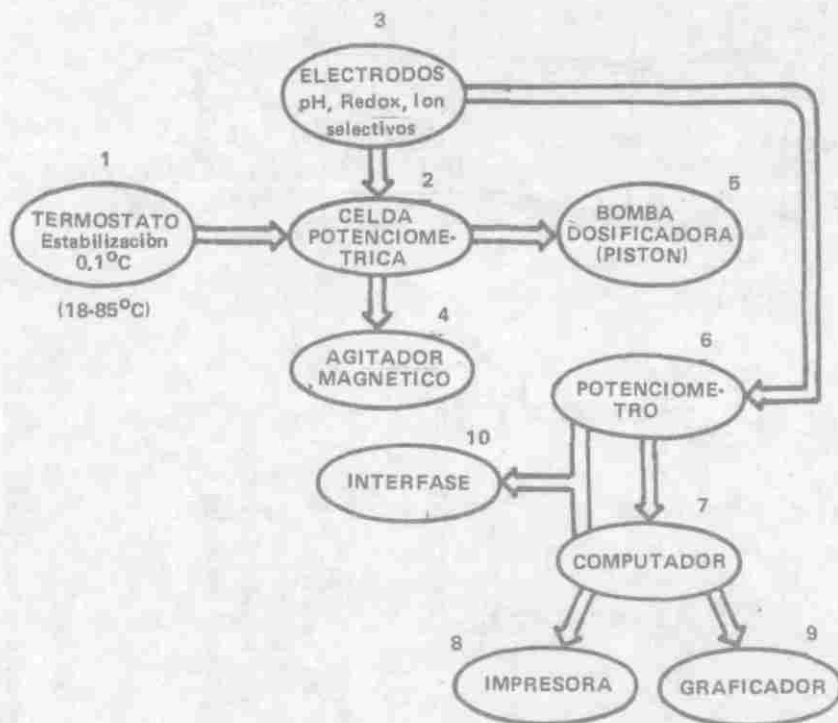 3
ELECTRODOS
pH, Redox, Ion
selectivos
1
TERMOSTATO
Estabilización
0.1°C
(18-85°C)
2
CELDA
POTENCIOME-
TRICA
5
BOMBA
DOSIFICADORA
(PISTON)
4
AGITADOR
MAGNETICO
6
POTENCIOME-
TRO
10
INTERFASE
7
COMPUTADOR
8
IMPRESORA
9
GRAFICADOR